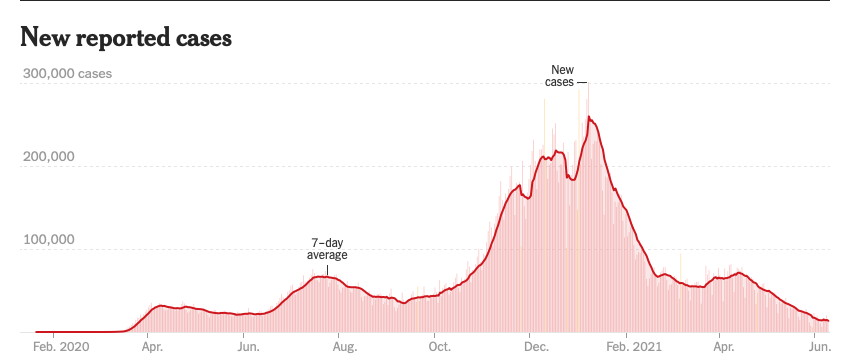 New reported cases
New
cases
300,000 cases
200,000
100,000
7–day
average
Feb. 2020
Apr.
Jun.
Aug.
Oct.
Dec.
Feb. 2021
Apr.
Jun.